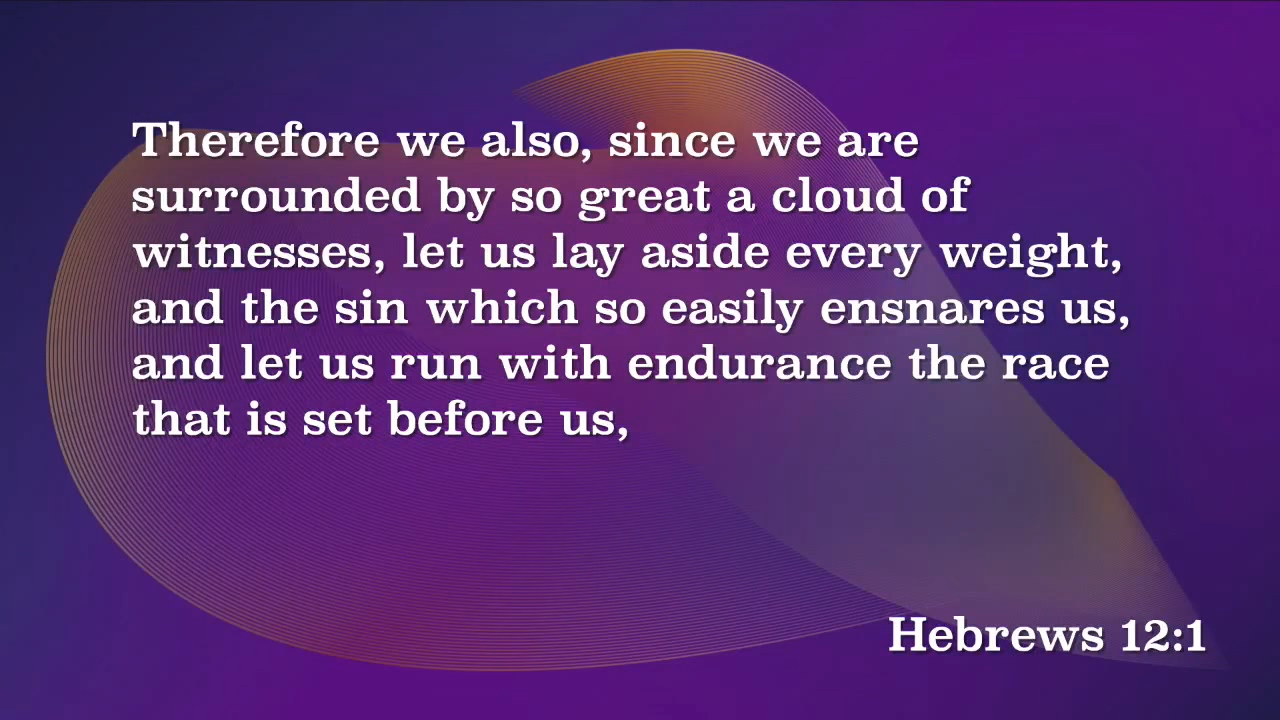 Therefore we also, since we are
surrounded by so great a cloud of
witnesses, let us lay aside every weight,
and the sin which so easily ensnares us,
and let us run with endurance the race
that is set before us,
Hebrews 12:1